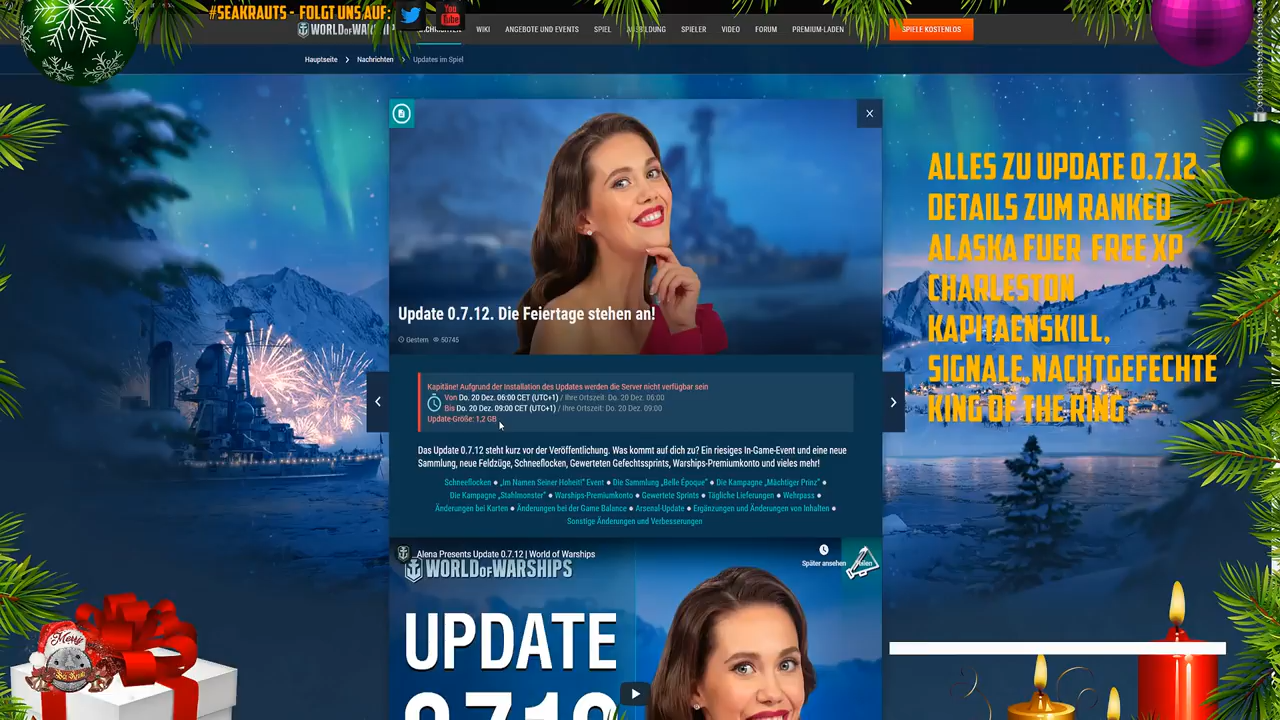 #SEAKRAUTS - FOLGT UNS AUF:
You
Tube
WORLD OF WARSHI
NACHRICHTEN WIKI ANGEBOTE UND EVENTS SPIEL AUSBILDUNG SPIELER VIDEO FORUM PREMIUM-LADEN SPIELE KOSTENLOS
Hauptseite > Nachrichten > Updates im Spiel
Update 0.7.12. Die Feiertage stehen an!
Gestern 50745
Kapitäne! Aufgrund der Installation des Updates werden die Server nicht verfügbar sein
Von Do. 20 Dez. 06:00 CET (UTC+1) / Ihre Ortszeit: Do. 20 Dez. 06:00
Bis Do. 20 Dez. 09:00 CET (UTC+1) / Ihre Ortszeit: Do. 20 Dez. 09:00
Update-Größe: 1,2 GB
Das Update 0.7.12 steht kurz vor der Veröffentlichung. Was kommt auf dich zu? Ein riesiges In-Game-Event und eine neue
Sammlung, neue Feldzüge, Schneeflocken, Gewerteten Gefechtssprints, Warships-Premiumkonto und vieles mehr!
Schneeflocken ● „Im Namen Seiner Hoheit!" Event ● Die Sammlung „Belle Époque" ● Die Kampagne „Mächtiger Prinz" ●
Die Kampagne „Stahlmonster" ● Warships-Premiumkonto ● Gewertete Sprints ● Tägliche Lieferungen ● Wehrpass ●
Änderungen bei Karten ● Änderungen bei der Game Balance ● Arsenal-Update ● Ergänzungen und Änderungen von Inhalten ●
Sonstige Änderungen und Verbesserungen
Alena Presents Update 0.7.12 | World of Warships
Später ansehen
WORLD OF WARSHIPS
UPDATE
0.7.12
ALLES ZU UPDATE 0.7.12
DETAILS ZUM RANKED
ALASKA FUER FREE XP
CHARLESTON
KAPITAENSKILL,
SIGNALE,NACHTGEFECHTE
KING OF THE RING
Merry